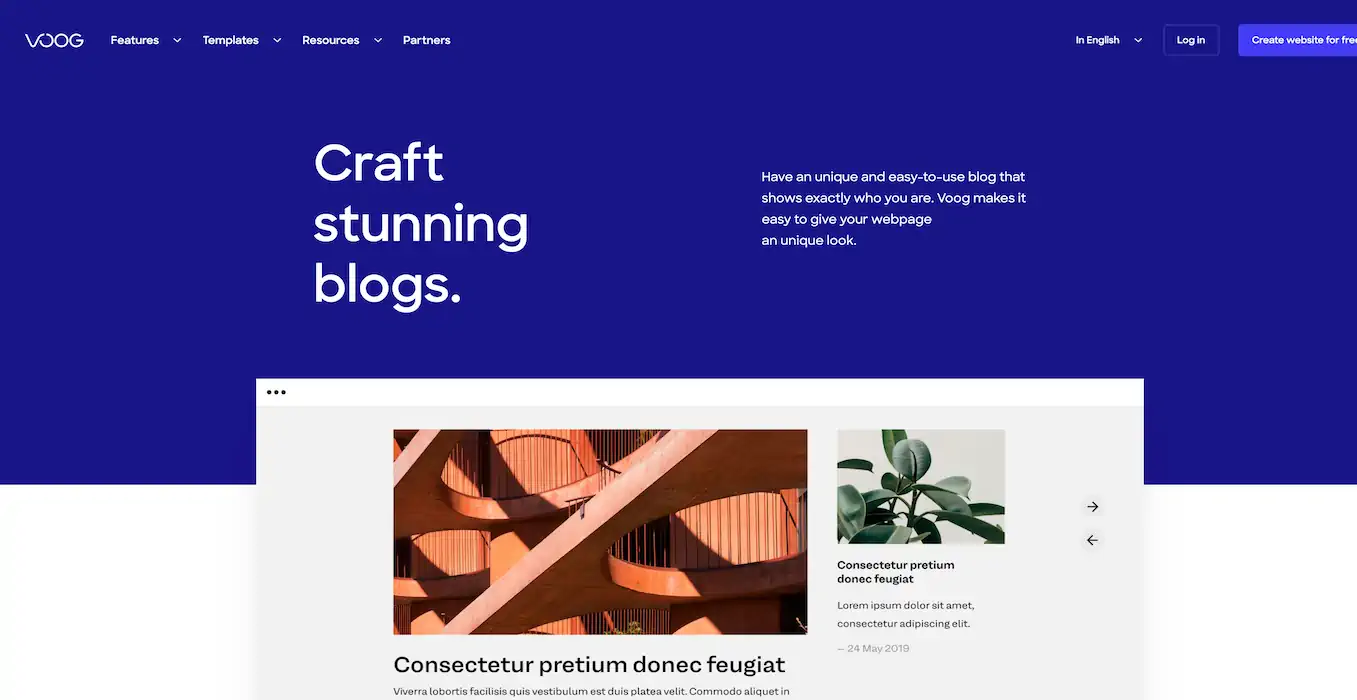 VOOG
Features
Templates
Resources
Partners
In English
Log in
Create website for free
Craft
stunning
blogs.
Have an unique and easy-to-use blog that
shows exactly who you are. Voog makes it
easy to give your webpage
an unique look.
Consectetur pretium donec feugiat
Viverra lobortis facilisis quis vestibulum est duis platea velit. Commodo aliquet in
Consectetur pretium
donec feugiat
Lorem ipsum dolor sit amet,
consectetur adipiscing elit.
– 24 May 2019